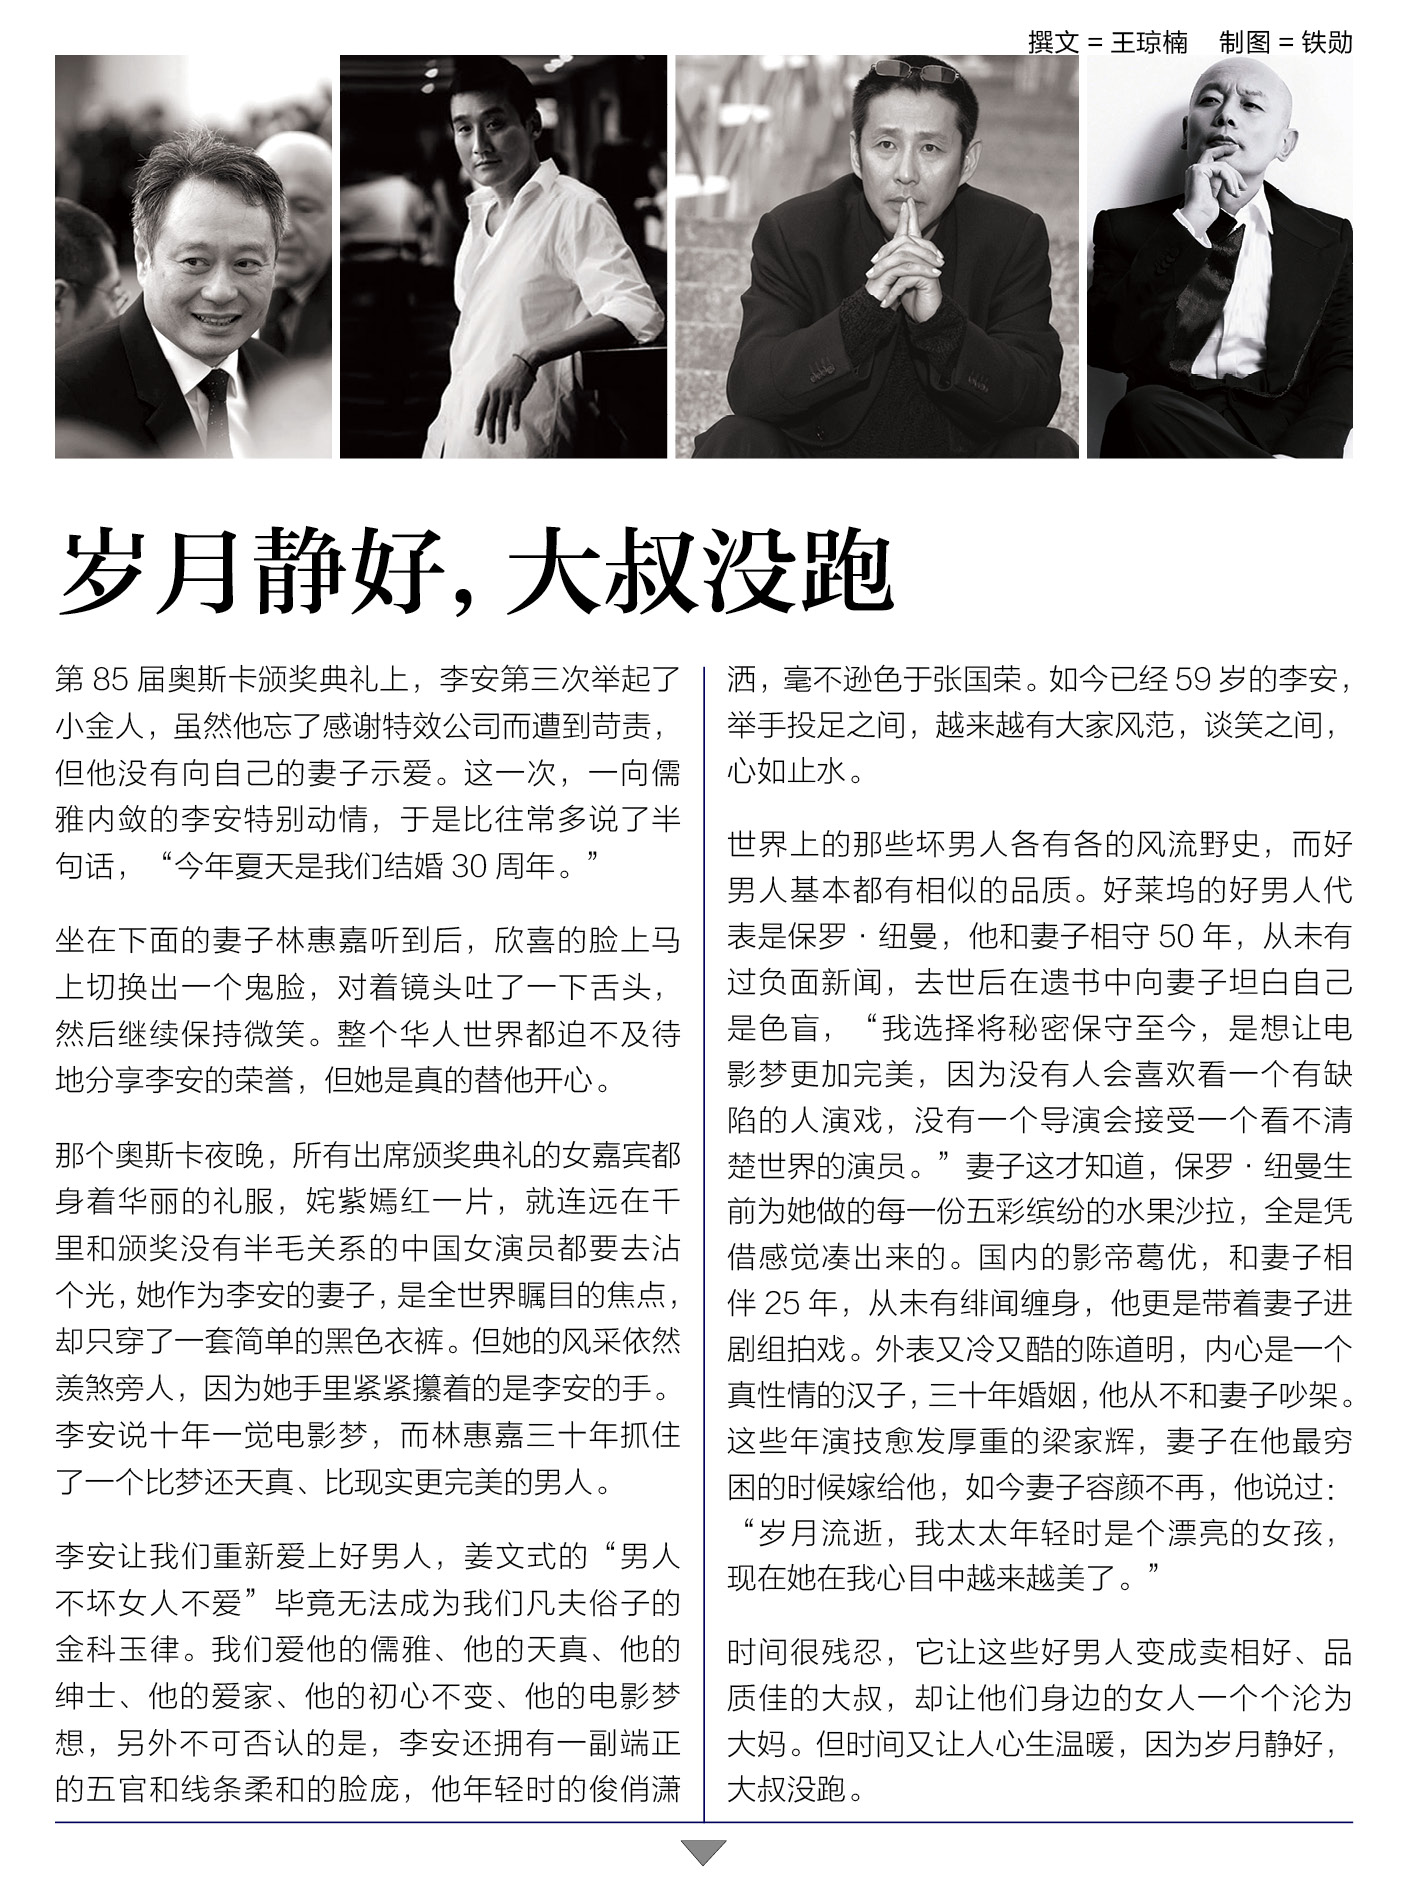 撰文 = 王琼楠 制图 = 铁勋
岁月静好，大叔没跑
第 85 届奥斯卡颁奖典礼上，李安第三次举起了
小金人，虽然他忘了感谢特效公司而遭到苛责，
但他没有向自己的妻子示爱。这一次，一向儒
雅内敛的李安特别动情，于是比往常多说了半
句话，“今年夏天是我们结婚 30 周年。”
坐在下面的妻子林惠嘉听到后，欣喜的脸上马
上切换出一个鬼脸，对着镜头吐了一下舌头，
然后继续保持微笑。整个华人世界都迫不及待
地分享李安的荣誉，但她是真的替他开心。
那个奥斯卡夜晚，所有出席颁奖典礼的女嘉宾都
身着华丽的礼服，姹紫嫣红一片，就连远在千
里和颁奖没有半毛关系的中国女演员都要去沾
个光，她作为李安的妻子，是全世界瞩目的焦点，
却只穿了一套简单的黑色衣裤。但她的风采依然
羡煞旁人，因为她手里紧紧攥着的是李安的手。
李安说十年一觉电影梦，而林惠嘉三十年抓住
了一个比梦还天真、比现实更完美的男人。
李安让我们重新爱上好男人，姜文式的“男人
不坏女人不爱”毕竟无法成为我们凡夫俗子的
金科玉律。我们爱他的儒雅、他的天真、他的
绅士、他的爱家、他的初心不变、他的电影梦
想，另外不可否认的是，李安还拥有一副端正
的五官和线条柔和的脸庞，他年轻时的俊俏潇
洒，毫不逊色于张国荣。如今已经 59 岁的李安，
举手投足之间，越来越有大家风范，谈笑之间，
心如止水。
世界上的那些坏男人各有各的风流野史，而好
男人基本都有相似的品质。好莱坞的好男人代
表是保罗 · 纽曼，他和妻子相守 50 年，从未有
过负面新闻，去世后在遗书中向妻子坦白自己
是色盲，“我选择将秘密保守至今，是想让电
影梦更加完美，因为没有人会喜欢看一个有缺
陷的人演戏，没有一个导演会接受一个看不清
楚世界的演员。”妻子这才知道，保罗 · 纽曼生
前为她做的每一份五彩缤纷的水果沙拉，全是凭
借感觉凑出来的。国内的影帝葛优，和妻子相
伴 25 年，从未有绯闻缠身，他更是带着妻子进
剧组拍戏。外表又冷又酷的陈道明，内心是一个
真性情的汉子，三十年婚姻，他从不和妻子吵架。
这些年演技愈发厚重的梁家辉，妻子在他最穷
困的时候嫁给他，如今妻子容颜不再，他说过：
“岁月流逝，我太太年轻时是个漂亮的女孩，
现在她在我心目中越来越美了。”
时间很残忍，它让这些好男人变成卖相好、品
质佳的大叔，却让他们身边的女人一个个沦为
大妈。但时间又让人心生温暖，因为岁月静好，
大叔没跑。